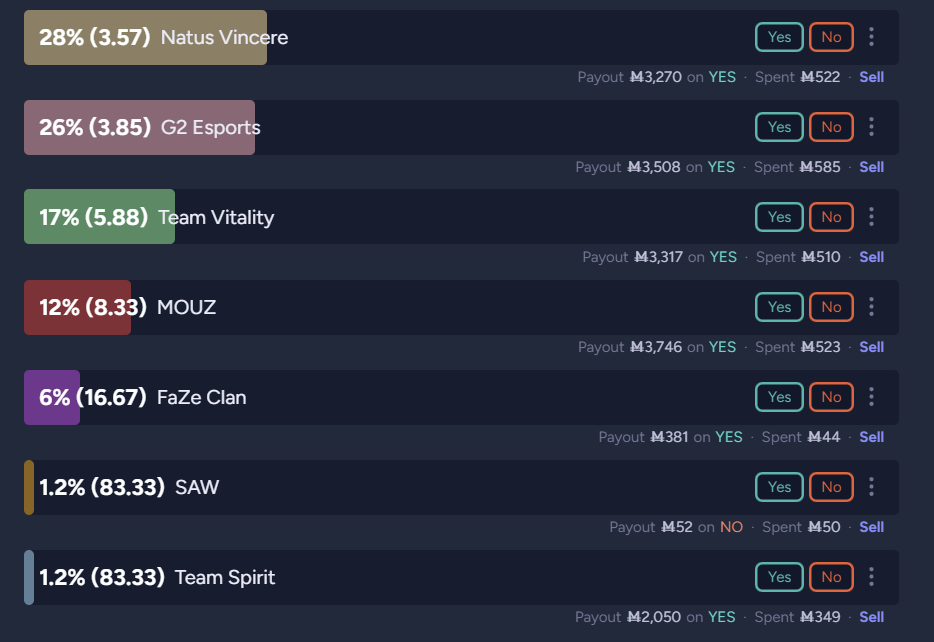 28% (3.57) Natus Vincere Yes No
Payout Ṁ3,270 on YES · Spent Ṁ522 · Sell
26% (3.85) G2 Esports Yes No
Payout Ṁ3,508 on YES · Spent Ṁ585 · Sell
17% (5.88) Team Vitality Yes No
Payout Ṁ3,317 on YES · Spent Ṁ510 · Sell
12% (8.33) MOUZ Yes No
Payout Ṁ3,746 on YES · Spent Ṁ523 · Sell
6% (16.67) FaZe Clan Yes No
Payout Ṁ381 on YES · Spent Ṁ44 · Sell
1.2% (83.33) SAW Yes No
Payout Ṁ52 on NO · Spent Ṁ50 · Sell
1.2% (83.33) Team Spirit Yes No
Payout Ṁ2,050 on YES · Spent Ṁ349 · Sell